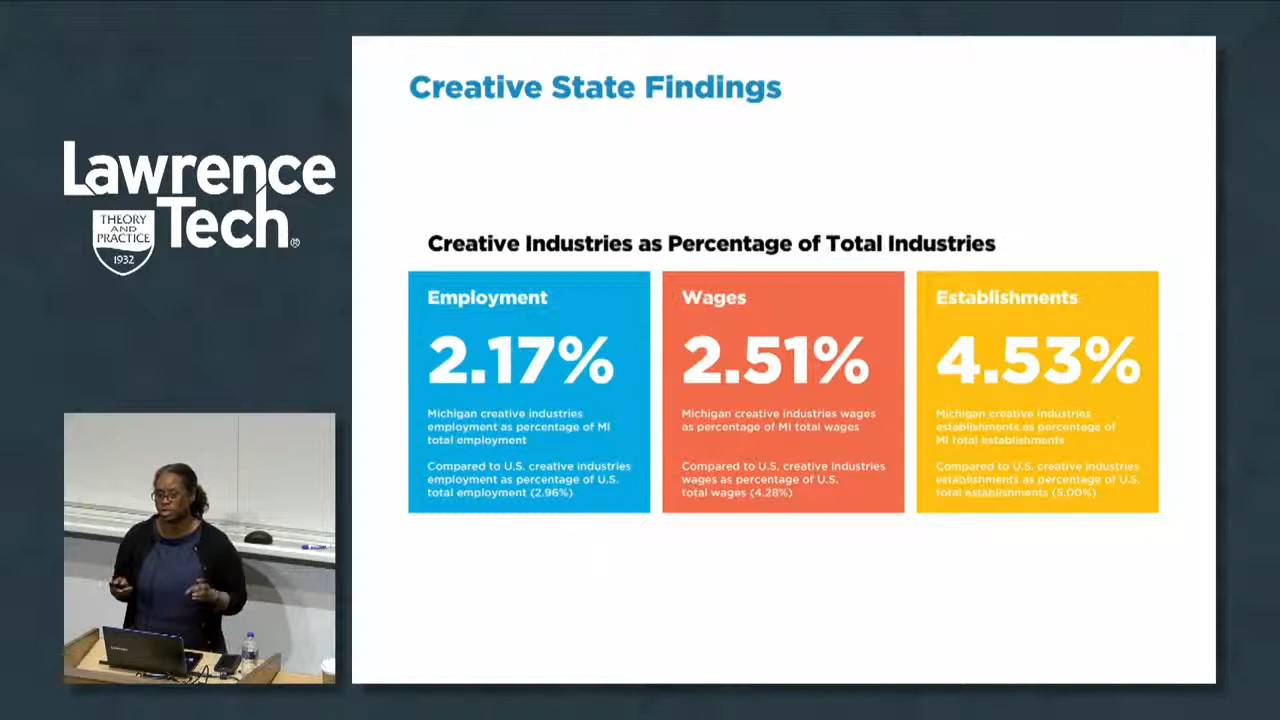 Lawrence
Tech®
THEORY
AND
PRACTICE
1932
Creative State Findings
Creative Industries as Percentage of Total Industries
Employment
2.17%
Michigan creative industries
employment as percentage of MI
total employment
Compared to U.S. creative industries
employment as percentage of U.S.
total employment (2.96%)
Wages
2.51%
Michigan creative industries wages
as percentage of MI total wages
Compared to U.S. creative industries
wages as percentage of U.S.
total wages (4.28%)
Establishments
4.53%
Michigan creative industries
establishments as percentage of
MI total establishments
Compared to U.S. creative industries
establishments as percentage of U.S.
total establishments (5.00%)